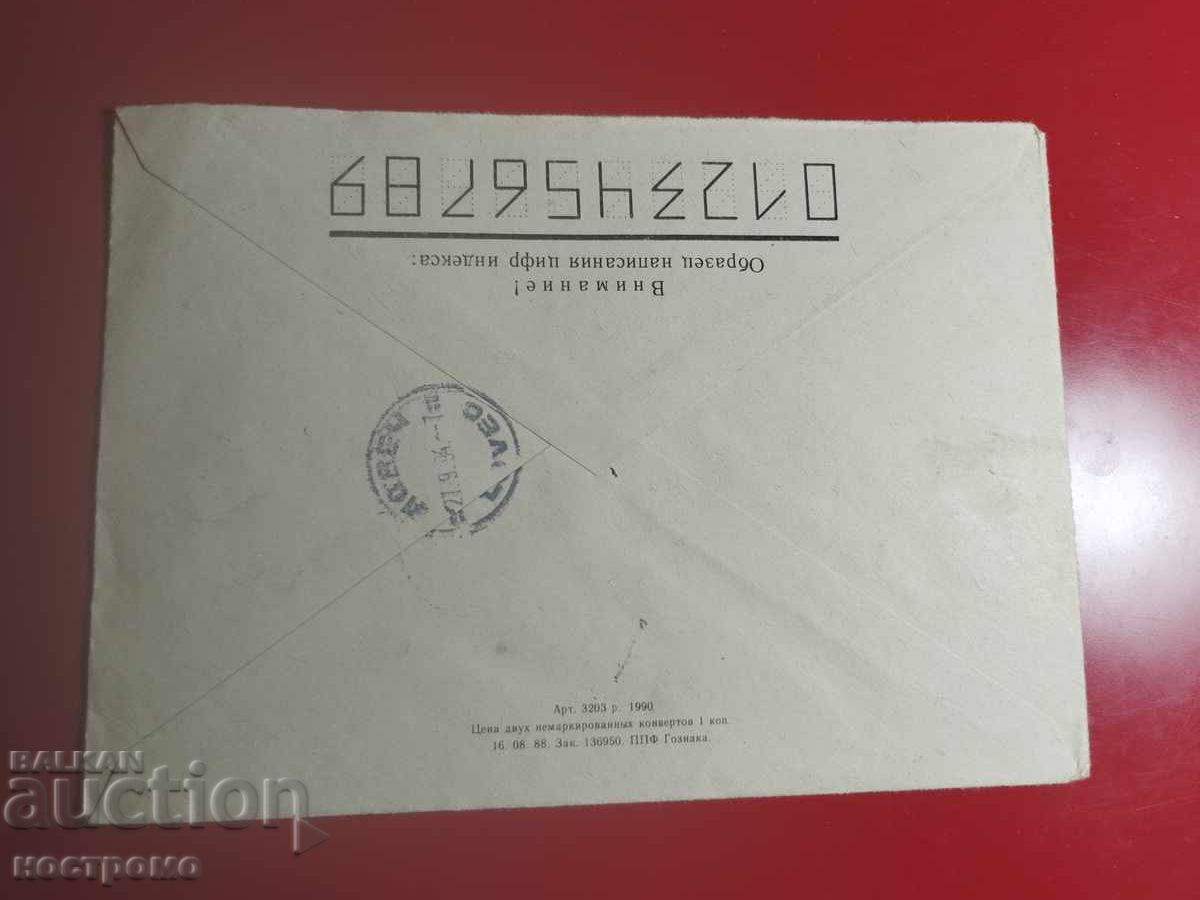 0123456789
Внимание!
Образец написания цифр индекса:
Арт. 3203 р. 1990
Цена двух немаркированных конвертов 1 коп.
16. 08. 88. Зак. 136950. ППФ Гознака.
BALKAN
auction
ностромо